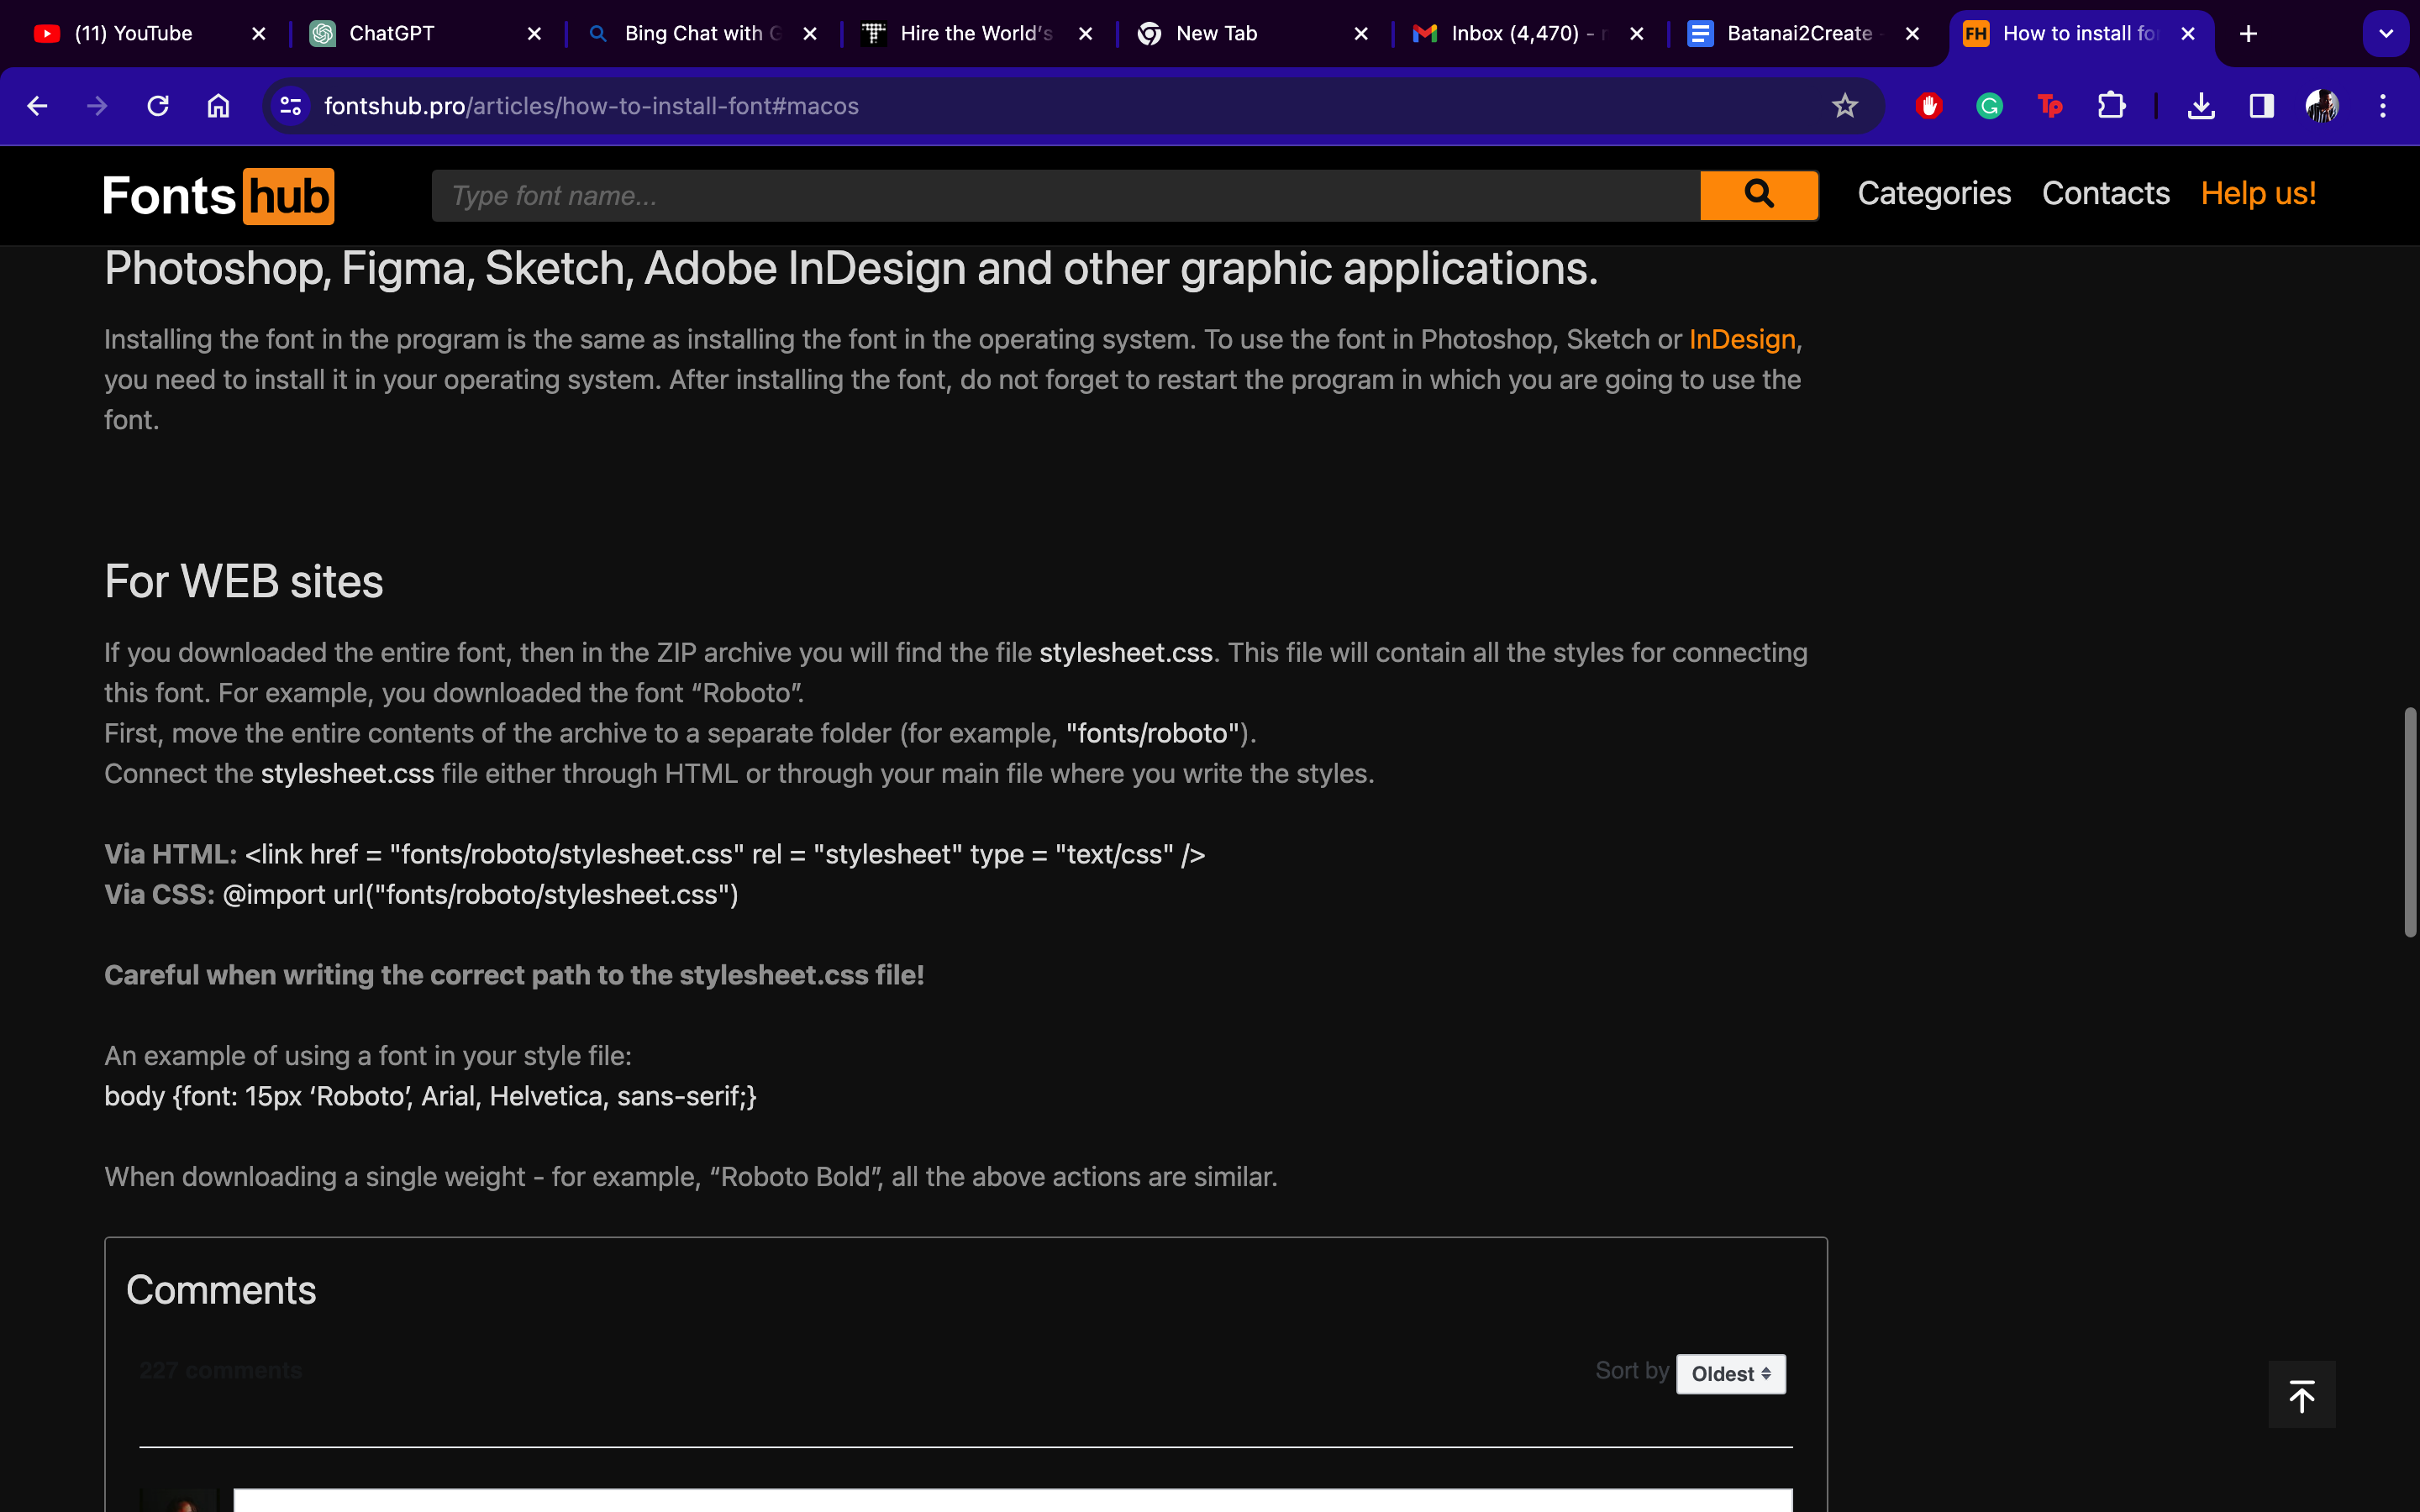 (11) YouTube
ChatGPT
Bing Chat with G
Hire the World's
New Tab
Inbox (4,470) -
Batanai2Create
FH How to install fo
fontshub.pro/articles/how-to-install-font#macos
Fonts hub
Type font name...
Categories
Contacts
Help us!
Photoshop, Figma, Sketch, Adobe InDesign and other graphic applications.
Installing the font in the program is the same as installing the font in the operating system. To use the font in Photoshop, Sketch or InDesign,
you need to install it in your operating system. After installing the font, do not forget to restart the program in which you are going to use the
font.
For WEB sites
If you downloaded the entire font, then in the ZIP archive you will find the file stylesheet.css. This file will contain all the styles for connecting
this font. For example, you downloaded the font “Roboto”.
First, move the entire contents of the archive to a separate folder (for example, "fonts/roboto").
Connect the stylesheet.css file either through HTML or through your main file where you write the styles.
Via HTML: <link href = "fonts/roboto/stylesheet.css" rel = "stylesheet" type = "text/css" />
Via CSS: @import url("fonts/roboto/stylesheet.css")
Careful when writing the correct path to the stylesheet.css file!
An example of using a font in your style file:
body {font: 15px ‘Roboto’, Arial, Helvetica, sans-serif;}
When downloading a single weight - for example, “Roboto Bold”, all the above actions are similar.
Comments
227 comments
Sort by Oldest